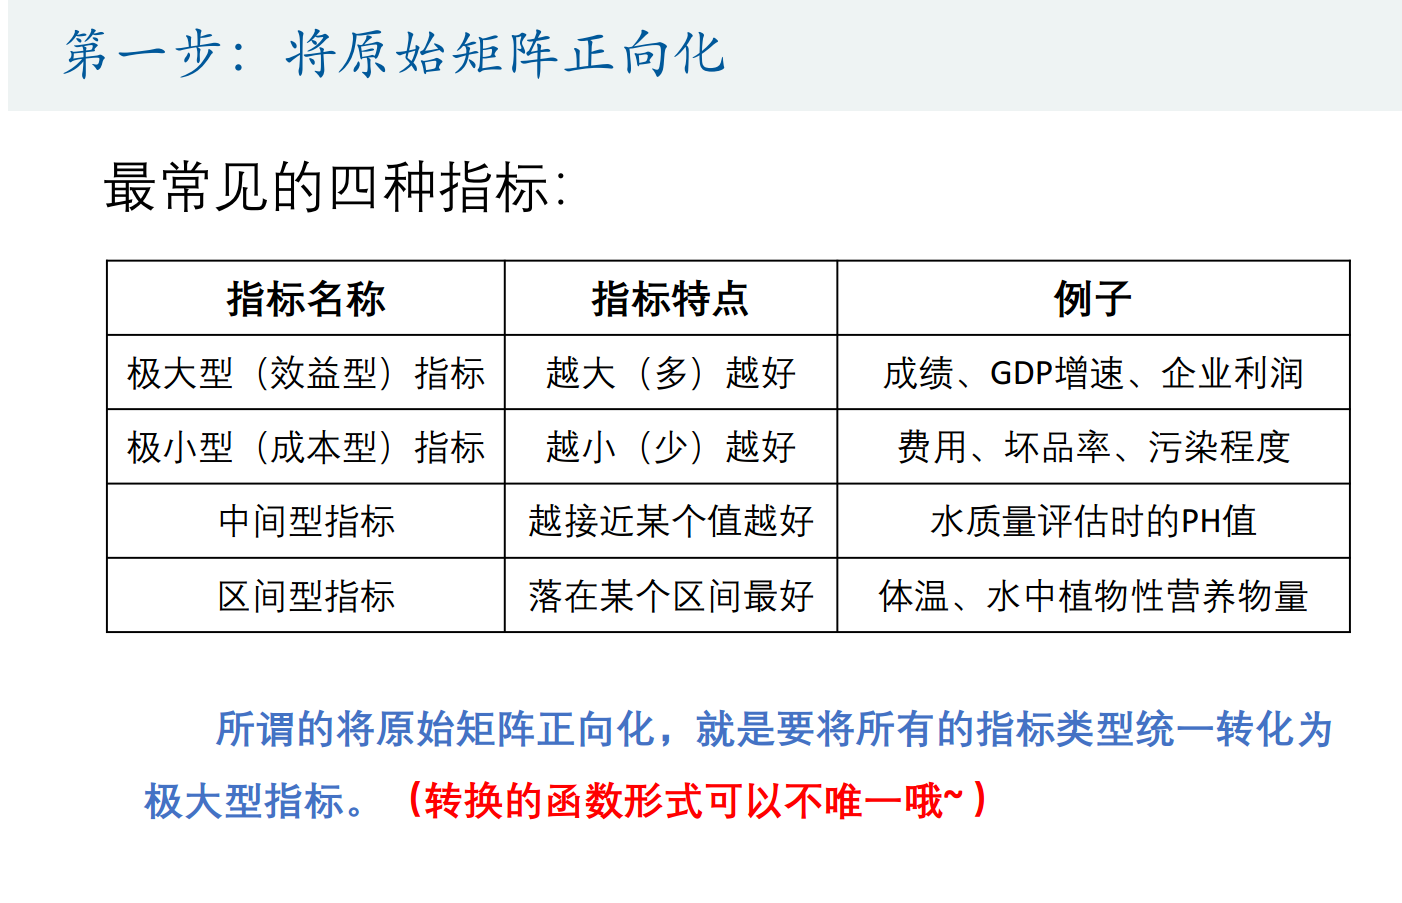 第一步：将原始矩阵正向化
最常见的四种指标：
指标名称 指标特点 例子
极大型（效益型）指标 越大（多）越好 成绩、GDP增速、企业利润
极小型（成本型）指标 越小（少）越好 费用、坏品率、污染程度
中间型指标 越接近某个值越好 水质量评估时的PH值
区间型指标 落在某个区间最好 体温、水中植物性营养物量
所谓的将原始矩阵正向化，就是要将所有的指标类型统一转化为
极大型指标。（转换的函数形式可以不唯一哦~）